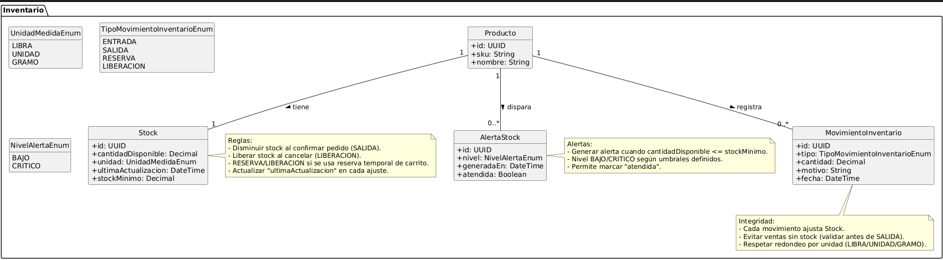 Inventario
UnidadMedidaEnum
LIBRA
UNIDAD
GRAMO
TipoMovimientoInventarioEnum
ENTRADA
SALIDA
RESERVA
LIBERACION
Producto
+id: UUID
+sku: String
+nombre: String
1
1
1
tiene
dispara
registra
1
0..*
0..*
NivelAlertaEnum
BAJO
CRITICO
Stock
+id: UUID
+cantidadDisponible: Decimal
+unidad: UnidadMedidaEnum
+ultimaActualizacion: DateTime
+stockMinimo: Decimal
Reglas:
- Disminuir stock al confirmar pedido (SALIDA).
- Liberar stock al cancelar (LIBERACION).
- RESERVA/LIBERACION si se usa reserva temporal de carrito.
- Actualizar "ultimaActualizacion" en cada ajuste.
AlertaStock
+id: UUID
+nivel: NivelAlertaEnum
+generadaEn: DateTime
+atendida: Boolean
Alertas:
- Generar alerta cuando cantidadDisponible <= stockMinimo.
- Nivel BAJO/CRITICO según umbrales definidos.
- Permite marcar "atendida".
MovimientoInventario
+id: UUID
+tipo: TipoMovimientoInventarioEnum
+cantidad: Decimal
+motivo: String
+fecha: DateTime
Integridad:
- Cada movimiento ajusta Stock.
- Evitar ventas sin stock (validar antes de SALIDA).
- Respetar redondeo por unidad (LIBRA/UNIDAD/GRAMO).